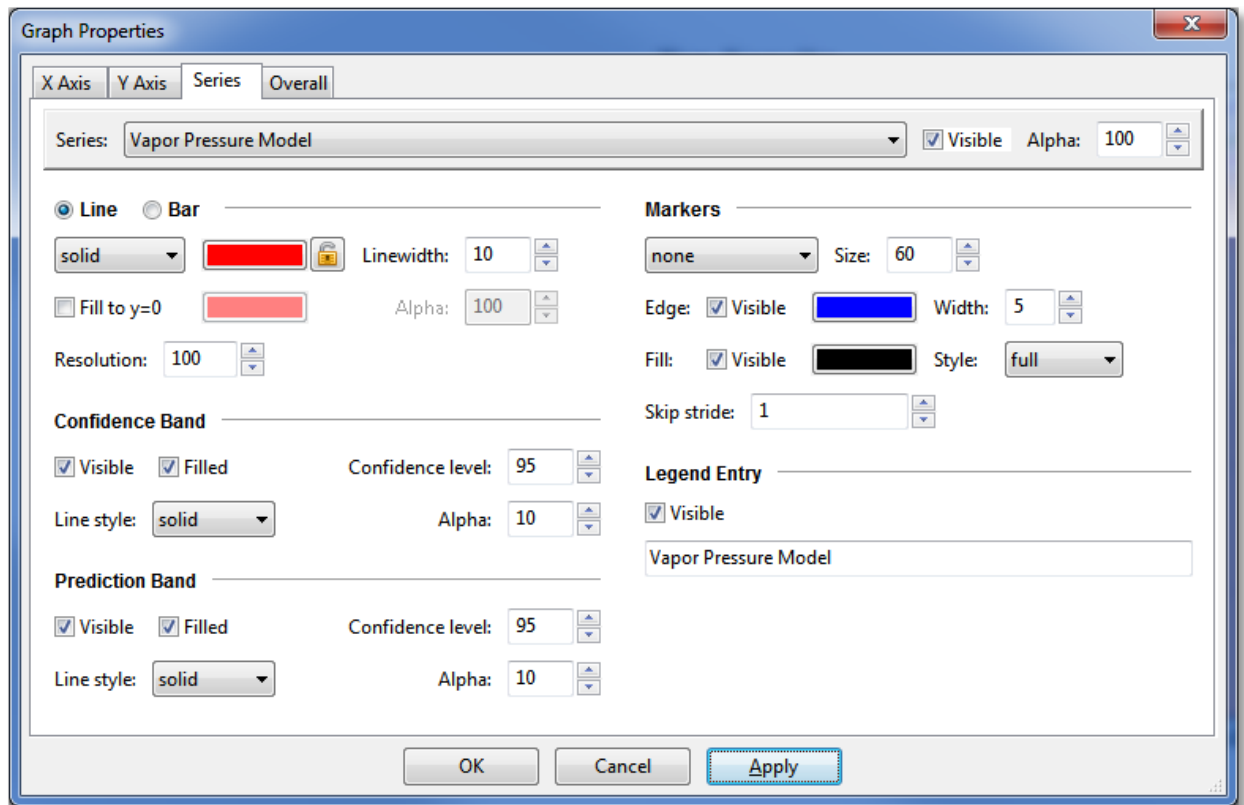 Graph Properties
X Axis Y Axis Series Overall
Series: Vapor Pressure Model Visible Alpha: 100
Line Bar
solid Linewidth: 10
Fill to y=0 Alpha: 100
Resolution: 100
Confidence Band
Visible Filled Confidence level: 95
Line style: solid Alpha: 10
Prediction Band
Visible Filled Confidence level: 95
Line style: solid Alpha: 10
Markers
none Size: 60
Edge: Visible Width: 5
Fill: Visible Style: full
Skip stride: 1
Legend Entry
Visible
Vapor Pressure Model
OK Cancel Apply